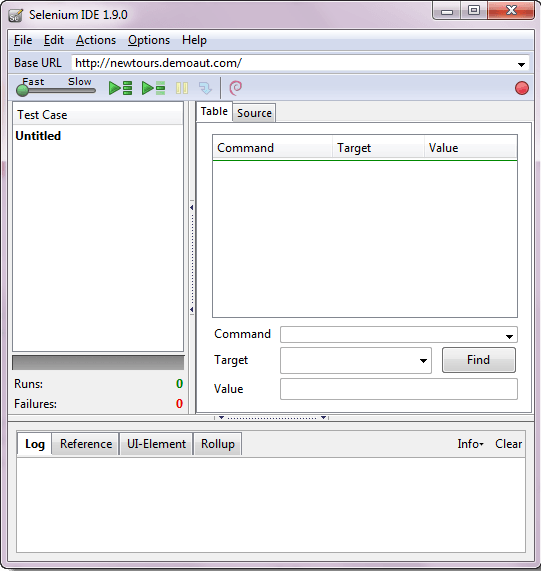 Selenium IDE 1.9.0
File Edit Actions Options Help
Base URL http://newtours.demoaut.com/
Fast Slow
Test Case
Untitled
Table Source
Command Target Value
Command
Target Find
Value
Runs: 0
Failures: 0
Log Reference UI-Element Rollup Info Clear